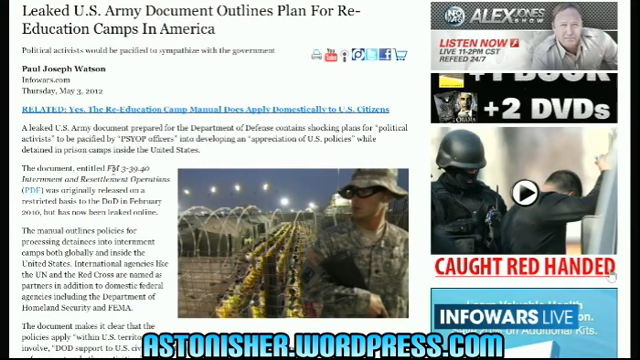 Leaked U.S. Army Document Outlines Plan For Re-
Education Camps In America
Political activists would be pacified to sympathize with the government
Paul Joseph Watson
Infowars.com
Thursday, May 3, 2012
RELATED: Yes, The Re-Education Camp Manual Does Apply Domestically to U.S. Citizens
A leaked U.S. Army document prepared for the Department of Defense contains shocking plans for “political
activists” to be pacified by “PSYOP officers” into developing an “appreciation of U.S. policies” while
detained in prison camps inside the United States.
The document, entitled FM 3-39.40
Internment and Resettlement Operations
(PDF) was originally released on a
restricted basis to the DoD in February
2010, but has now been leaked online.
The manual outlines policies for
processing detainees into internment
camps both globally and inside the
United States. International agencies like
the UN and the Red Cross are named as
partners in addition to domestic federal
agencies including the Department of
Homeland Security and FEMA.
The document makes it clear that the
policies apply “within U.S. territory”
involve, “DOD support to U.S. civ
INFO
WARS
ALEX JONES
SHOW
LISTEN NOW
LIVE 11-2PM CST
REFEED 24/7
+ 1 BOOK
+ 2 DVDs
CAUGHT RED HANDED
INFOWARS LIVE
on Additional Kits.
ASTONISHER.WORDPRESS.COM